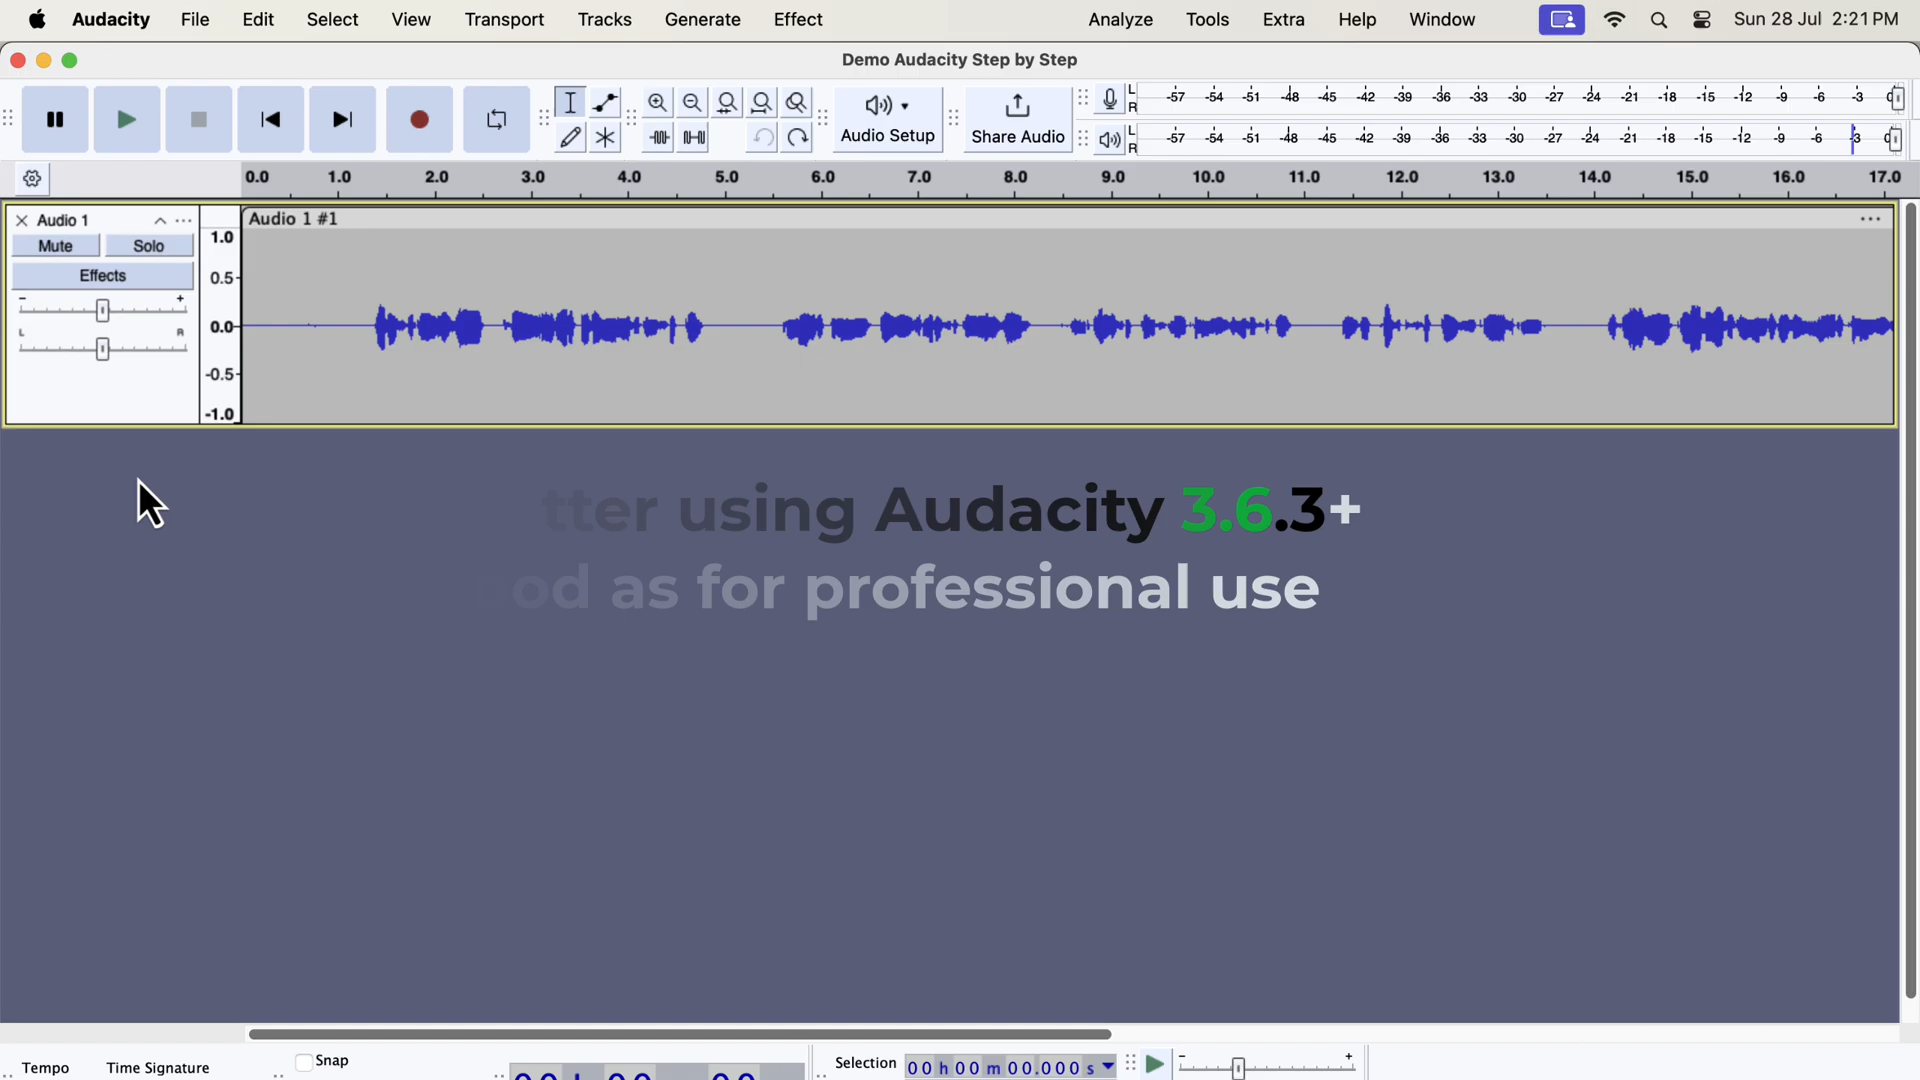 Audacity File Edit Select View Transport Tracks Generate Effect Analyze Tools Extra Help Window Sun 28 Jul 2:21 PM
Demo Audacity Step by Step
Audio Setup
Share Audio
L
R
-57 -54 -51 -48 -45 -42 -39 -36 -33 -30 -27 -24 -21 -18 -15 -12 -9 -6 -3 0
L
R
-57 -54 -51 -48 -45 -42 -39 -36 -33 -30 -27 -24 -21 -18 -15 -12 -9 -6 -3 0
0.0 1.0 2.0 3.0 4.0 5.0 6.0 7.0 8.0 9.0 10.0 11.0 12.0 13.0 14.0 15.0 16.0 17.0
Audio 1
Audio 1 #1
Mute Solo
Effects
- +
L R
1.0
0.5
0.0
-0.5
-1.0
tter using Audacity 3.6.3+
od as for professional use
Tempo
Time Signature
Snap
Selection
00 h 00 m 00.000 s
- +